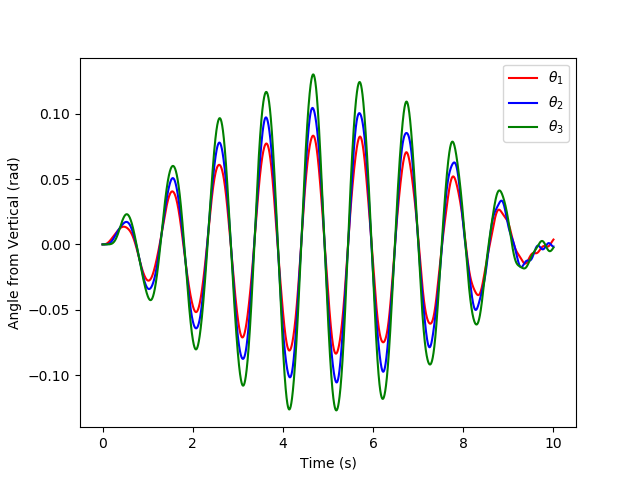 θ1
θ2
θ3
0.10
0.05
0.00
−0.05
−0.10
Angle from Vertical (rad)
0 2 4 6 8 10
Time (s)